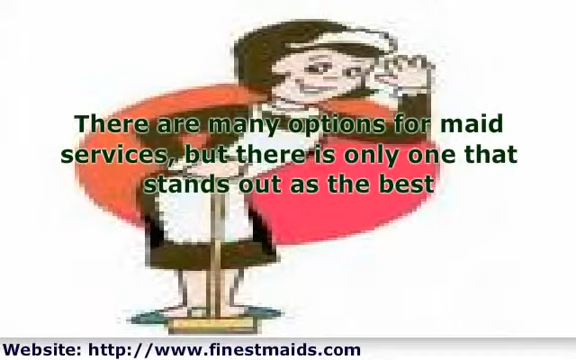 There are many options for maid
services, but there is only one that
stands out as the best
Website: http://www.finestmaids.com